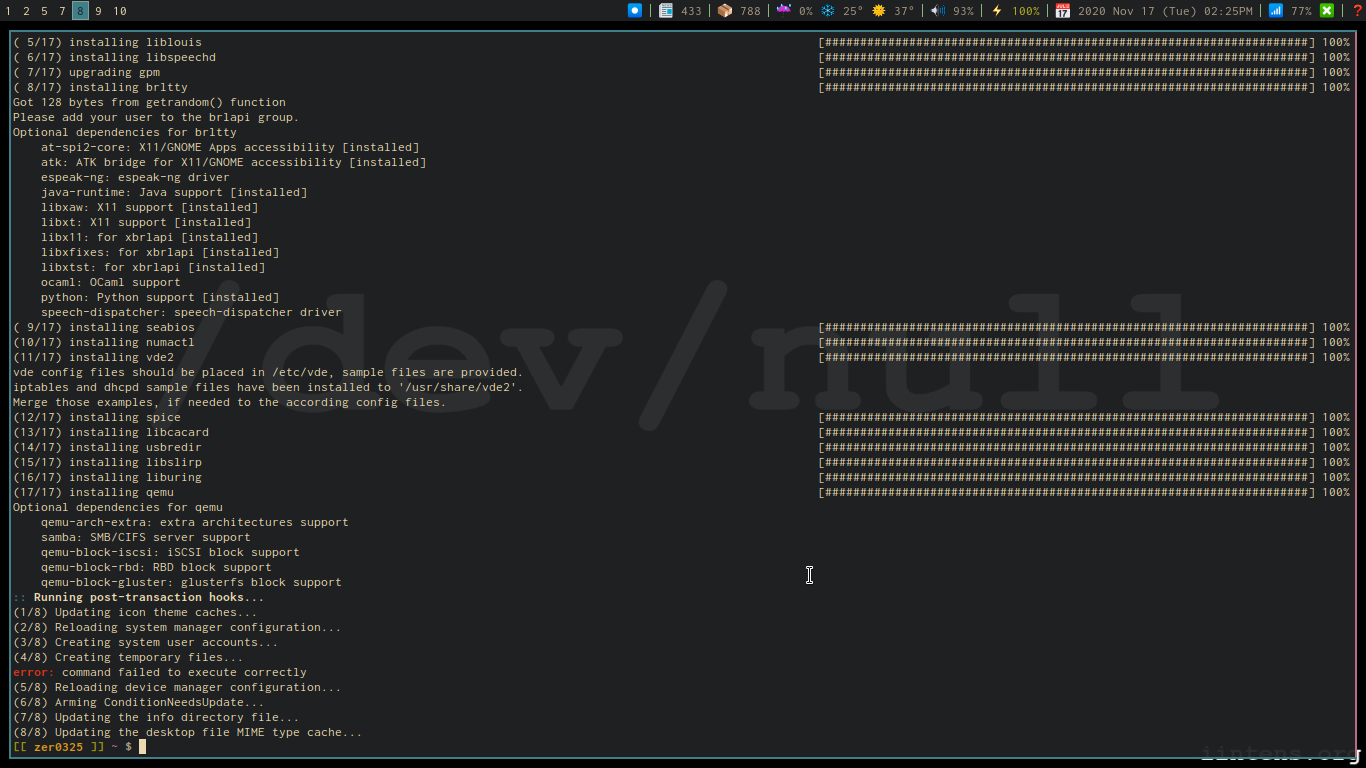 1 2 5 7 8 9 10 433 788 0% 25° 37° 93% 100% 2020 Nov 17 (Tue) 02:25PM 77% ?
( 5/17) installing liblouis [#####################################################################] 100%
( 6/17) installing libspeechd [#####################################################################] 100%
( 7/17) upgrading gpm [#####################################################################] 100%
( 8/17) installing brltty [#####################################################################] 100%
Got 128 bytes from getrandom() function
Please add your user to the brlapi group.
Optional dependencies for brltty
at-spi2-core: X11/GNOME Apps accessibility [installed]
atk: ATK bridge for X11/GNOME accessibility [installed]
espeak-ng: espeak-ng driver
java-runtime: Java support [installed]
libxaw: X11 support [installed]
libxt: X11 support [installed]
libx11: for xbrlapi [installed]
libxfixes: for xbrlapi [installed]
libxtst: for xbrlapi [installed]
ocaml: OCaml support
python: Python support [installed]
speech-dispatcher: speech-dispatcher driver
/dev/null
( 9/17) installing seabios [#####################################################################] 100%
(10/17) installing numactl [#####################################################################] 100%
(11/17) installing vde2 [#####################################################################] 100%
vde config files should be placed in /etc/vde, sample files are provided.
iptables and dhcpd sample files have been installed to '/usr/share/vde2'.
Merge those examples, if needed to the according config files.
(12/17) installing spice [#####################################################################] 100%
(13/17) installing libcacard [#####################################################################] 100%
(14/17) installing usbredir [#####################################################################] 100%
(15/17) installing libslirp [#####################################################################] 100%
(16/17) installing liburing [#####################################################################] 100%
(17/17) installing qemu [#####################################################################] 100%
Optional dependencies for qemu
qemu-arch-extra: extra architectures support
samba: SMB/CIFS server support
qemu-block-iscsi: iSCSI block support
qemu-block-rbd: RBD block support
qemu-block-gluster: glusterfs block support
:: Running post-transaction hooks...
(1/8) Updating icon theme caches...
(2/8) Reloading system manager configuration...
(3/8) Creating system user accounts...
(4/8) Creating temporary files...
error: command failed to execute correctly
(5/8) Reloading device manager configuration...
(6/8) Arming ConditionNeedsUpdate...
(7/8) Updating the info directory file...
(8/8) Updating the desktop file MIME type cache...
[[ zer0325 ]] ~ $